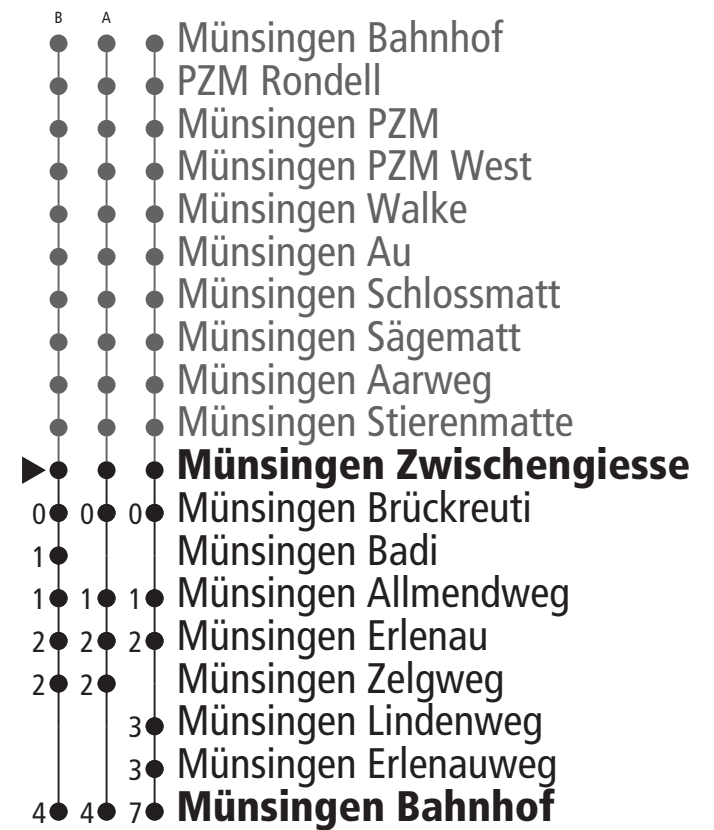 B A
Münsingen Bahnhof
PZM Rondell
Münsingen PZM
Münsingen PZM West
Münsingen Walke
Münsingen Au
Münsingen Schlossmatt
Münsingen Sägematt
Münsingen Aarweg
Münsingen Stierenmatte
Münsingen Zwischengiesse
0 0 0 Münsingen Brückreuti
1 Münsingen Badi
1 1 1 Münsingen Allmendweg
2 2 2 Münsingen Erlenau
2 2 Münsingen Zelgweg
3 Münsingen Lindenweg
3 Münsingen Erlenauweg
4 4 7 Münsingen Bahnhof